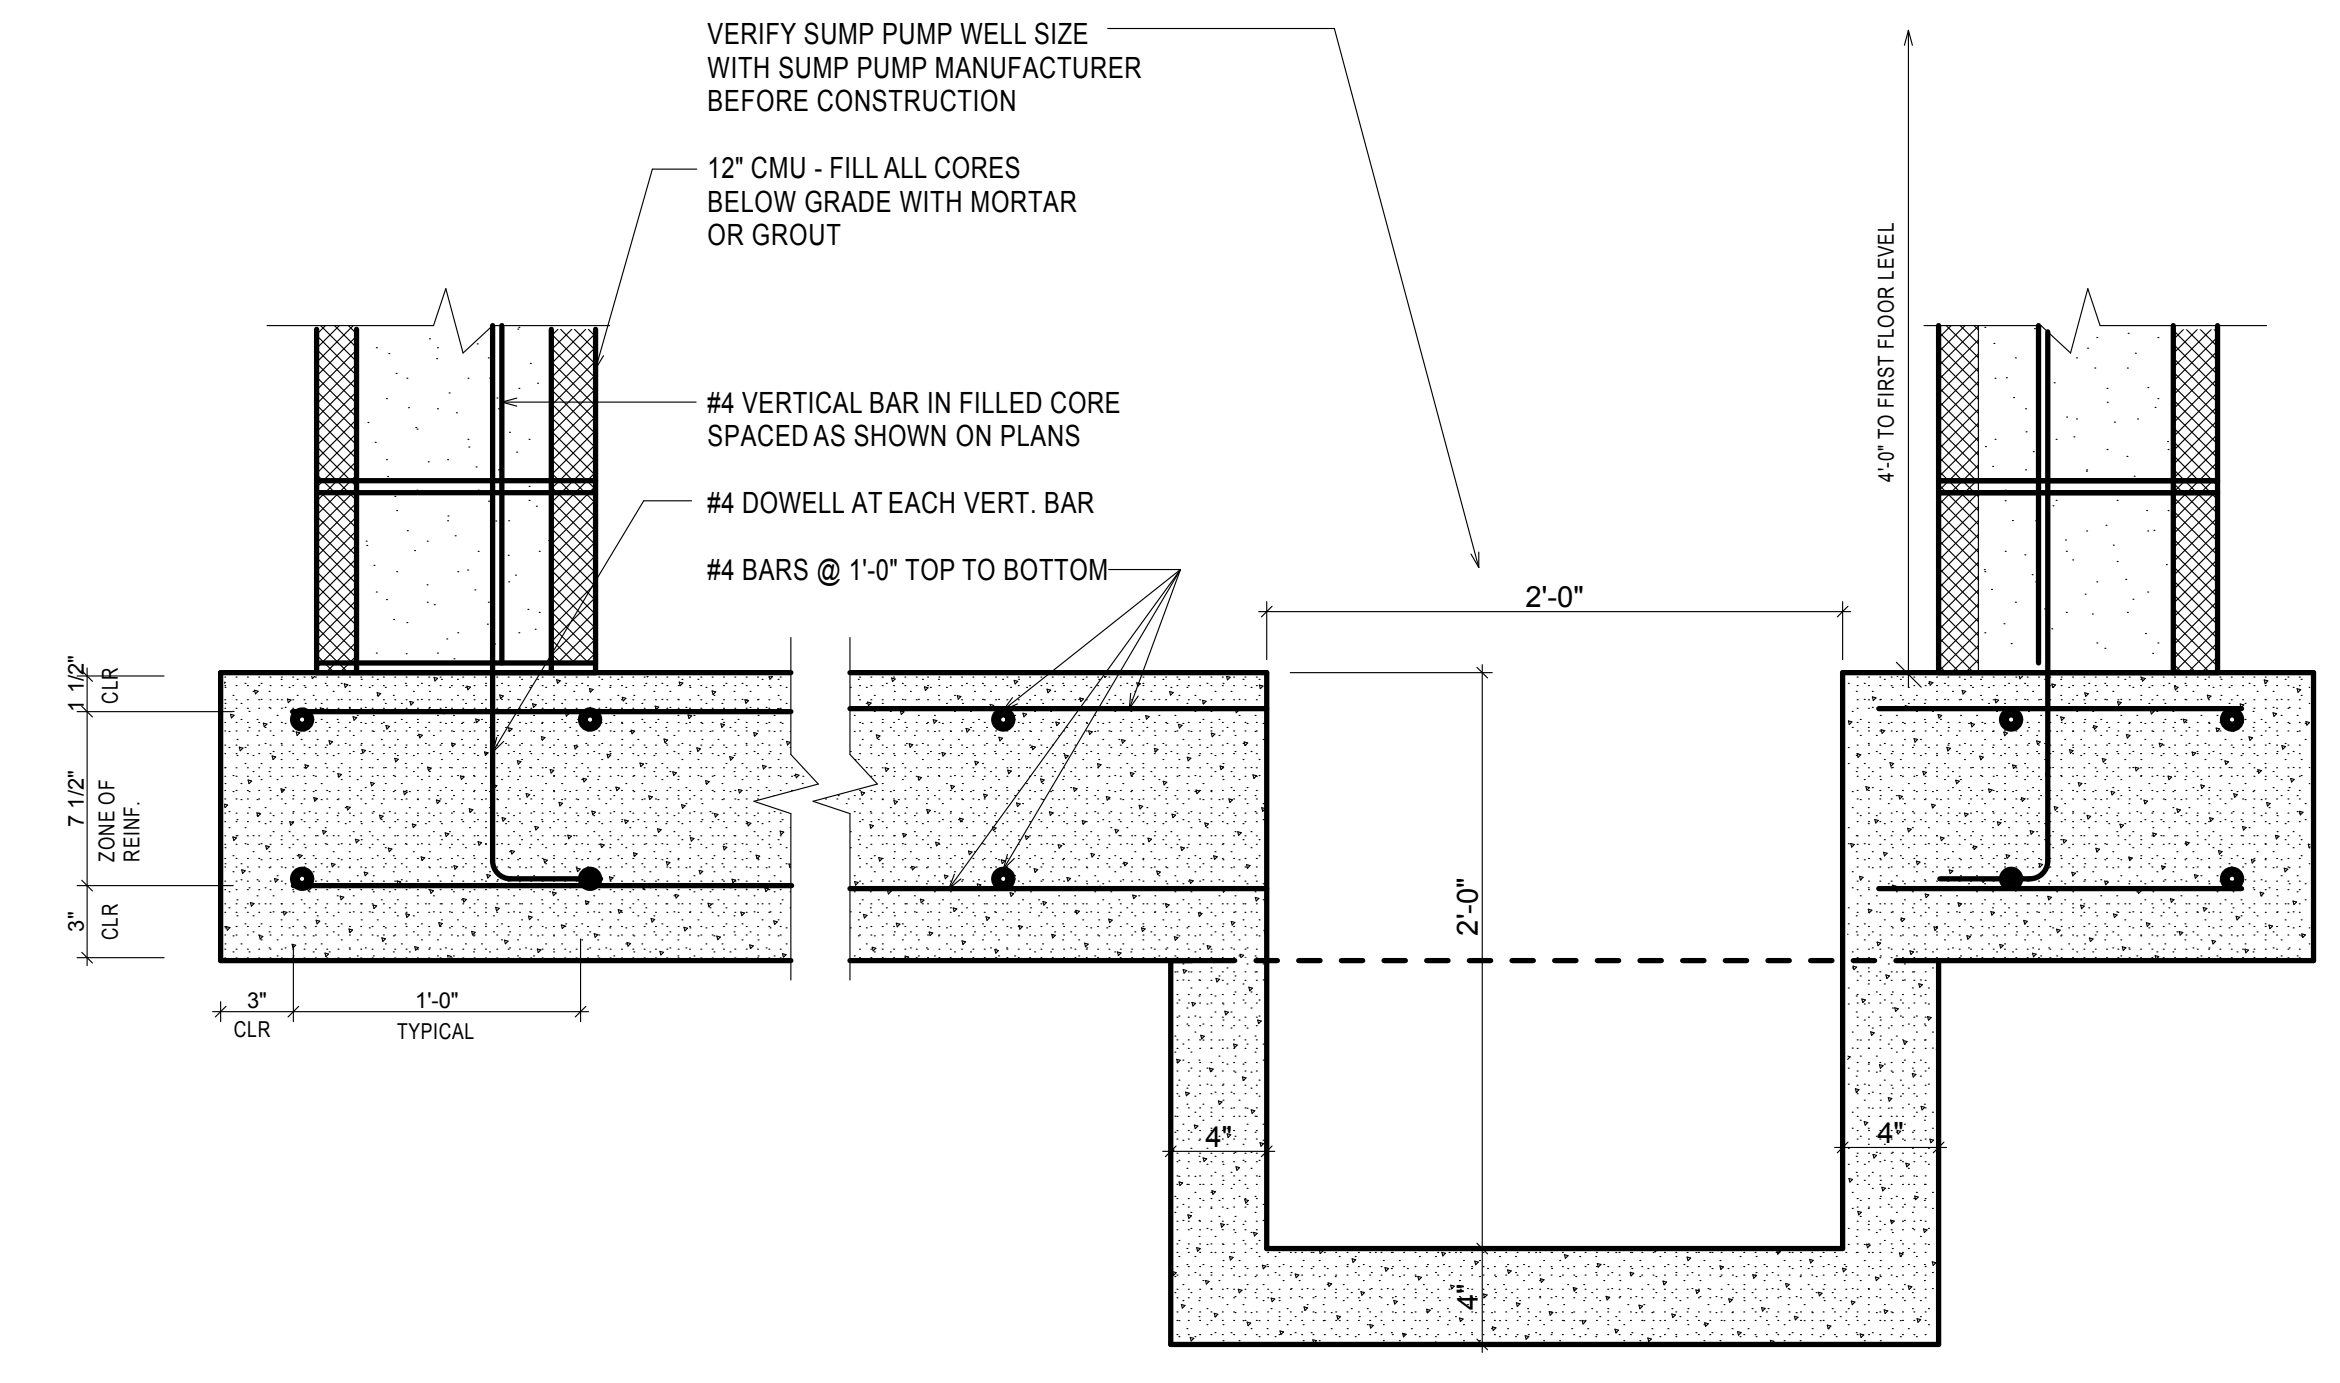 VERIFY SUMP PUMP WELL SIZE
WITH SUMP PUMP MANUFACTURER
BEFORE CONSTRUCTION
12" CMU - FILL ALL CORES
BELOW GRADE WITH MORTAR
OR GROUT
#4 VERTICAL BAR IN FILLED CORE
SPACED AS SHOWN ON PLANS
#4 DOWELL AT EACH VERT. BAR
#4 BARS @ 1'-0" TOP TO BOTTOM
4'-0" TO FIRST FLOOR LEVEL
2'-0"
1 1/2"
CLR
7 1/2"
ZONE OF
REINF.
3"
CLR
3"
CLR
1'-0"
TYPICAL
2'-0"
4"
4"
4"